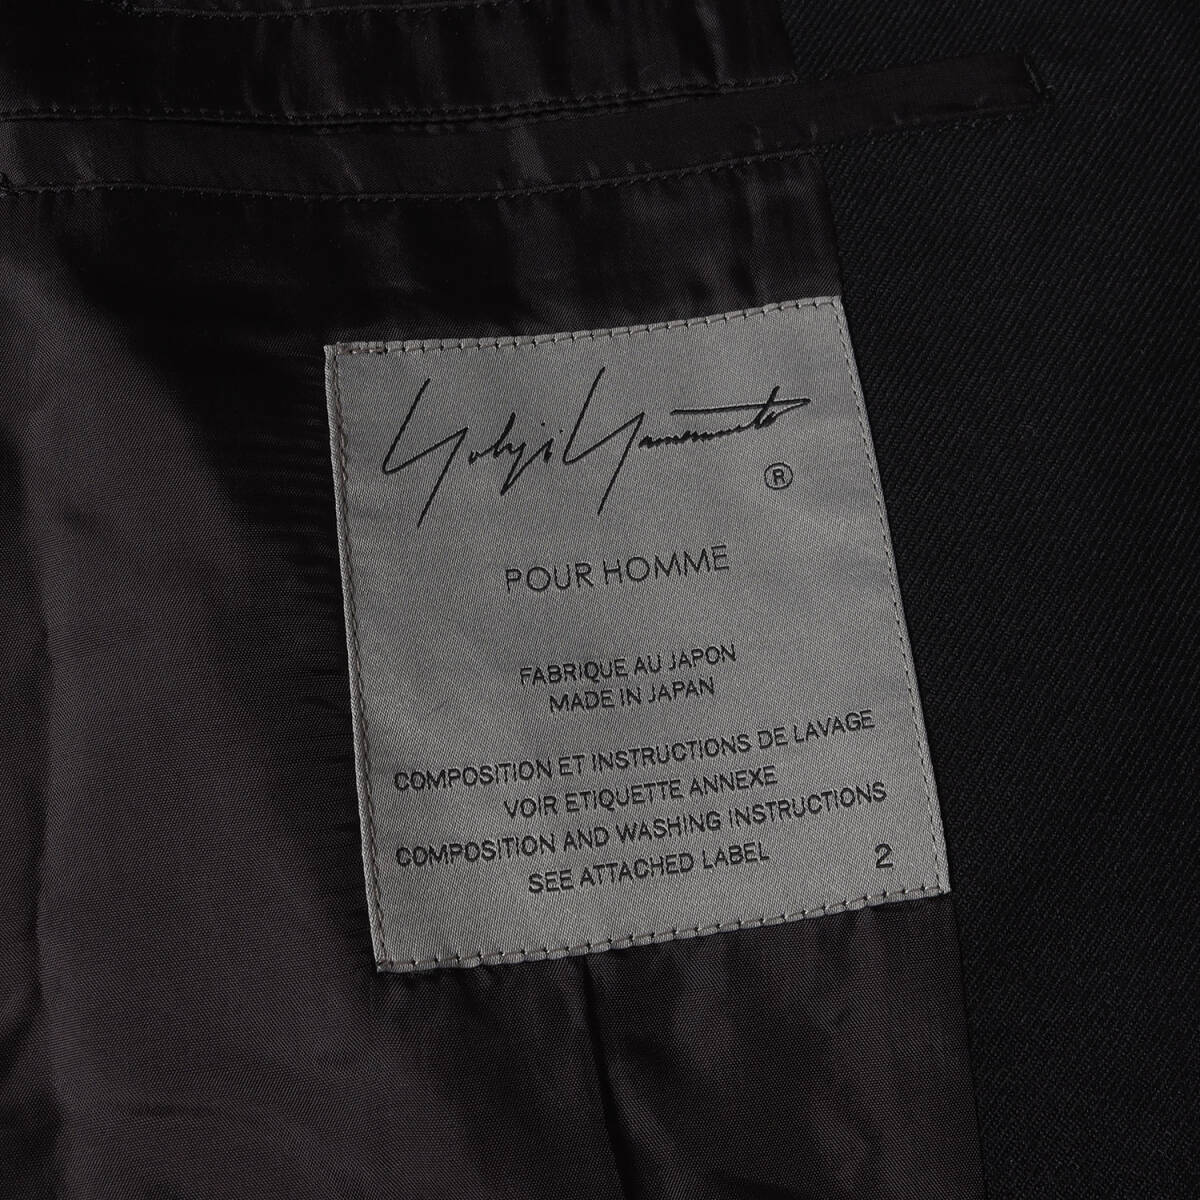 Yohji Yamamoto
®
POUR HOMME
FABRIQUE AU JAPON
MADE IN JAPAN
COMPOSITION ET INSTRUCTIONS DE LAVAGE
VOIR ETIQUETTE ANNEXE
COMPOSITION AND WASHING INSTRUCTIONS
SEE ATTACHED LABEL 2